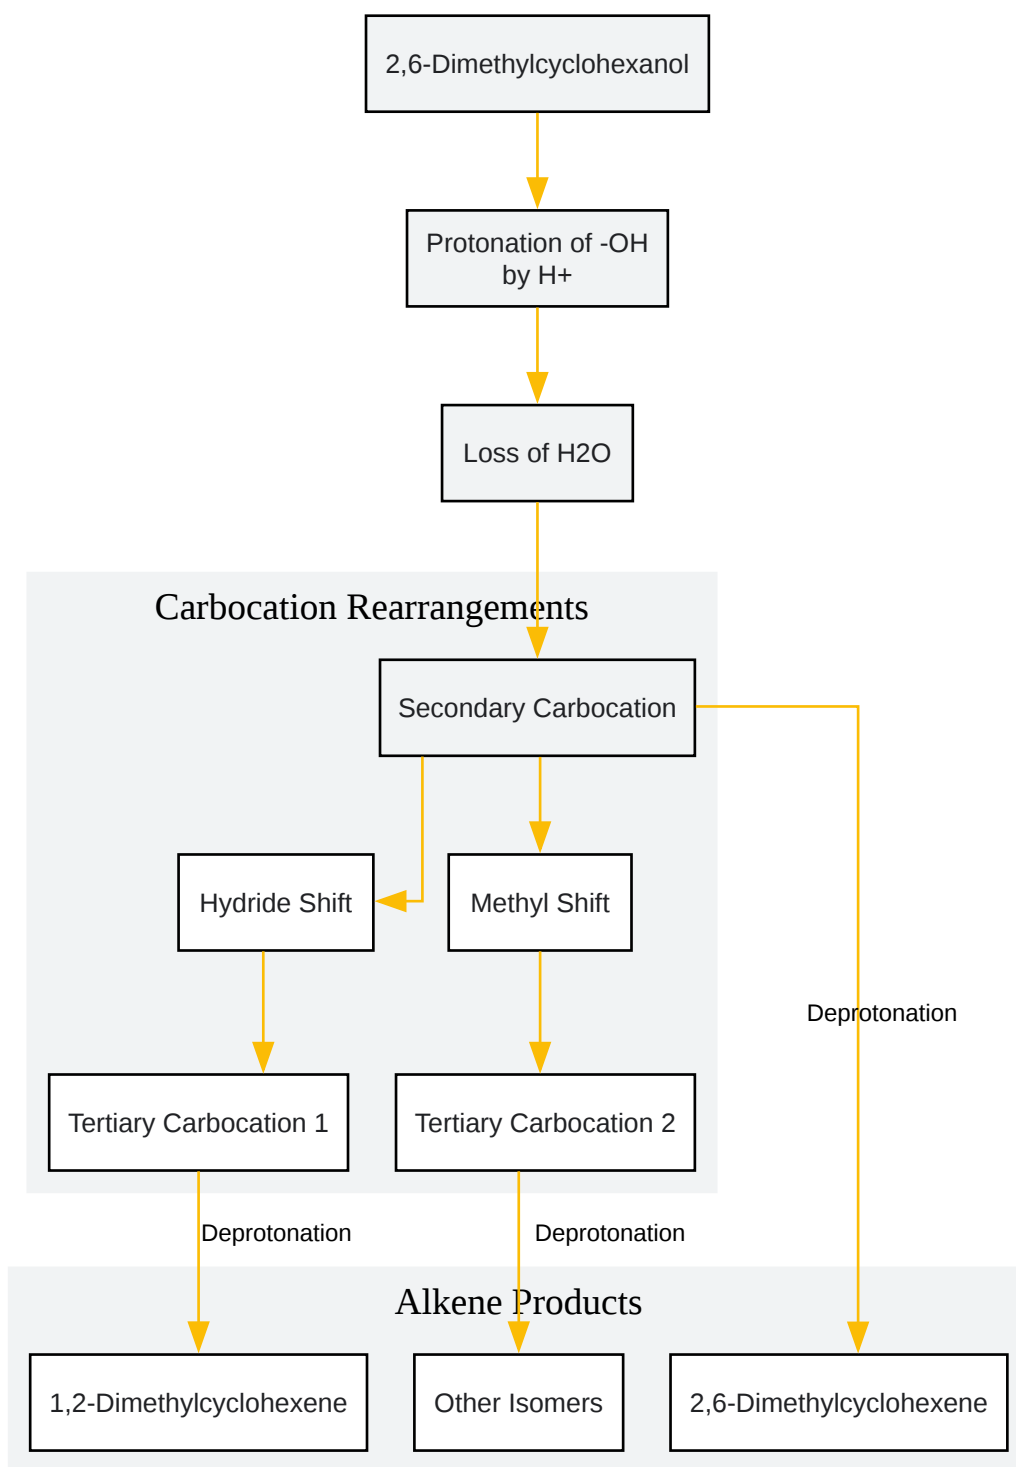 2,6-Dimethylcyclohexanol
Protonation of -OH
by H+
Loss of H2O
Carbocation Rearrangements
Secondary Carbocation
Hydride Shift
Methyl Shift
Deprotonation
Tertiary Carbocation 1
Tertiary Carbocation 2
Deprotonation
Deprotonation
Alkene Products
1,2-Dimethylcyclohexene
Other Isomers
2,6-Dimethylcyclohexene